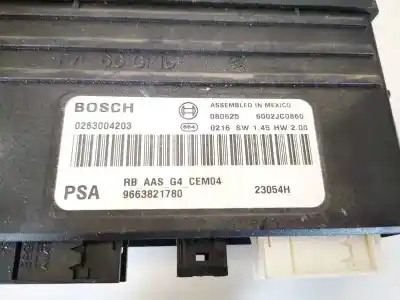 BOSCH
ASSEMBLED IN MEXICO
080625 6002JC0860
0263004203
864
0216 SW 1.45 HW 2.00
RB AAS G4 CEM04
PSA
9663821780
23054H